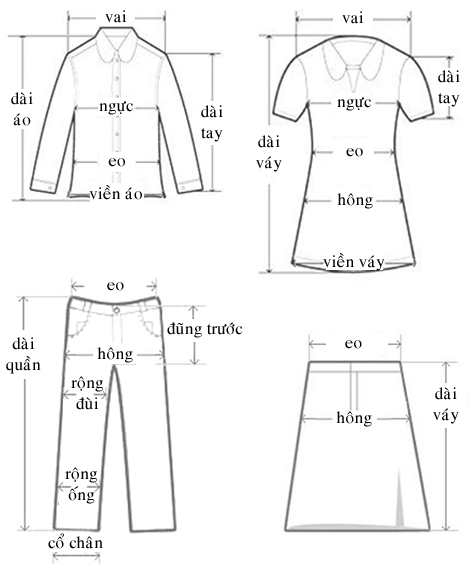 vai
dài
áo
ngực
dài
tay
eo
viền áo
vai
dài
tay
ngực
dài
váy
eo
hông
viền váy
eo
dài
quần
đũng trước
hông
rộng
đùi
rộng
ống
cổ chân
eo
dài
váy
hông